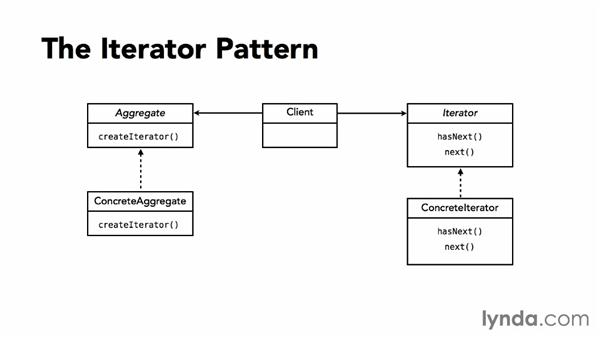 The Iterator Pattern
Aggregate
createIterator()
Client
Iterator
hasNext()
next()
ConcreteAggregate
createIterator()
ConcreteIterator
hasNext()
next()
lynda.com